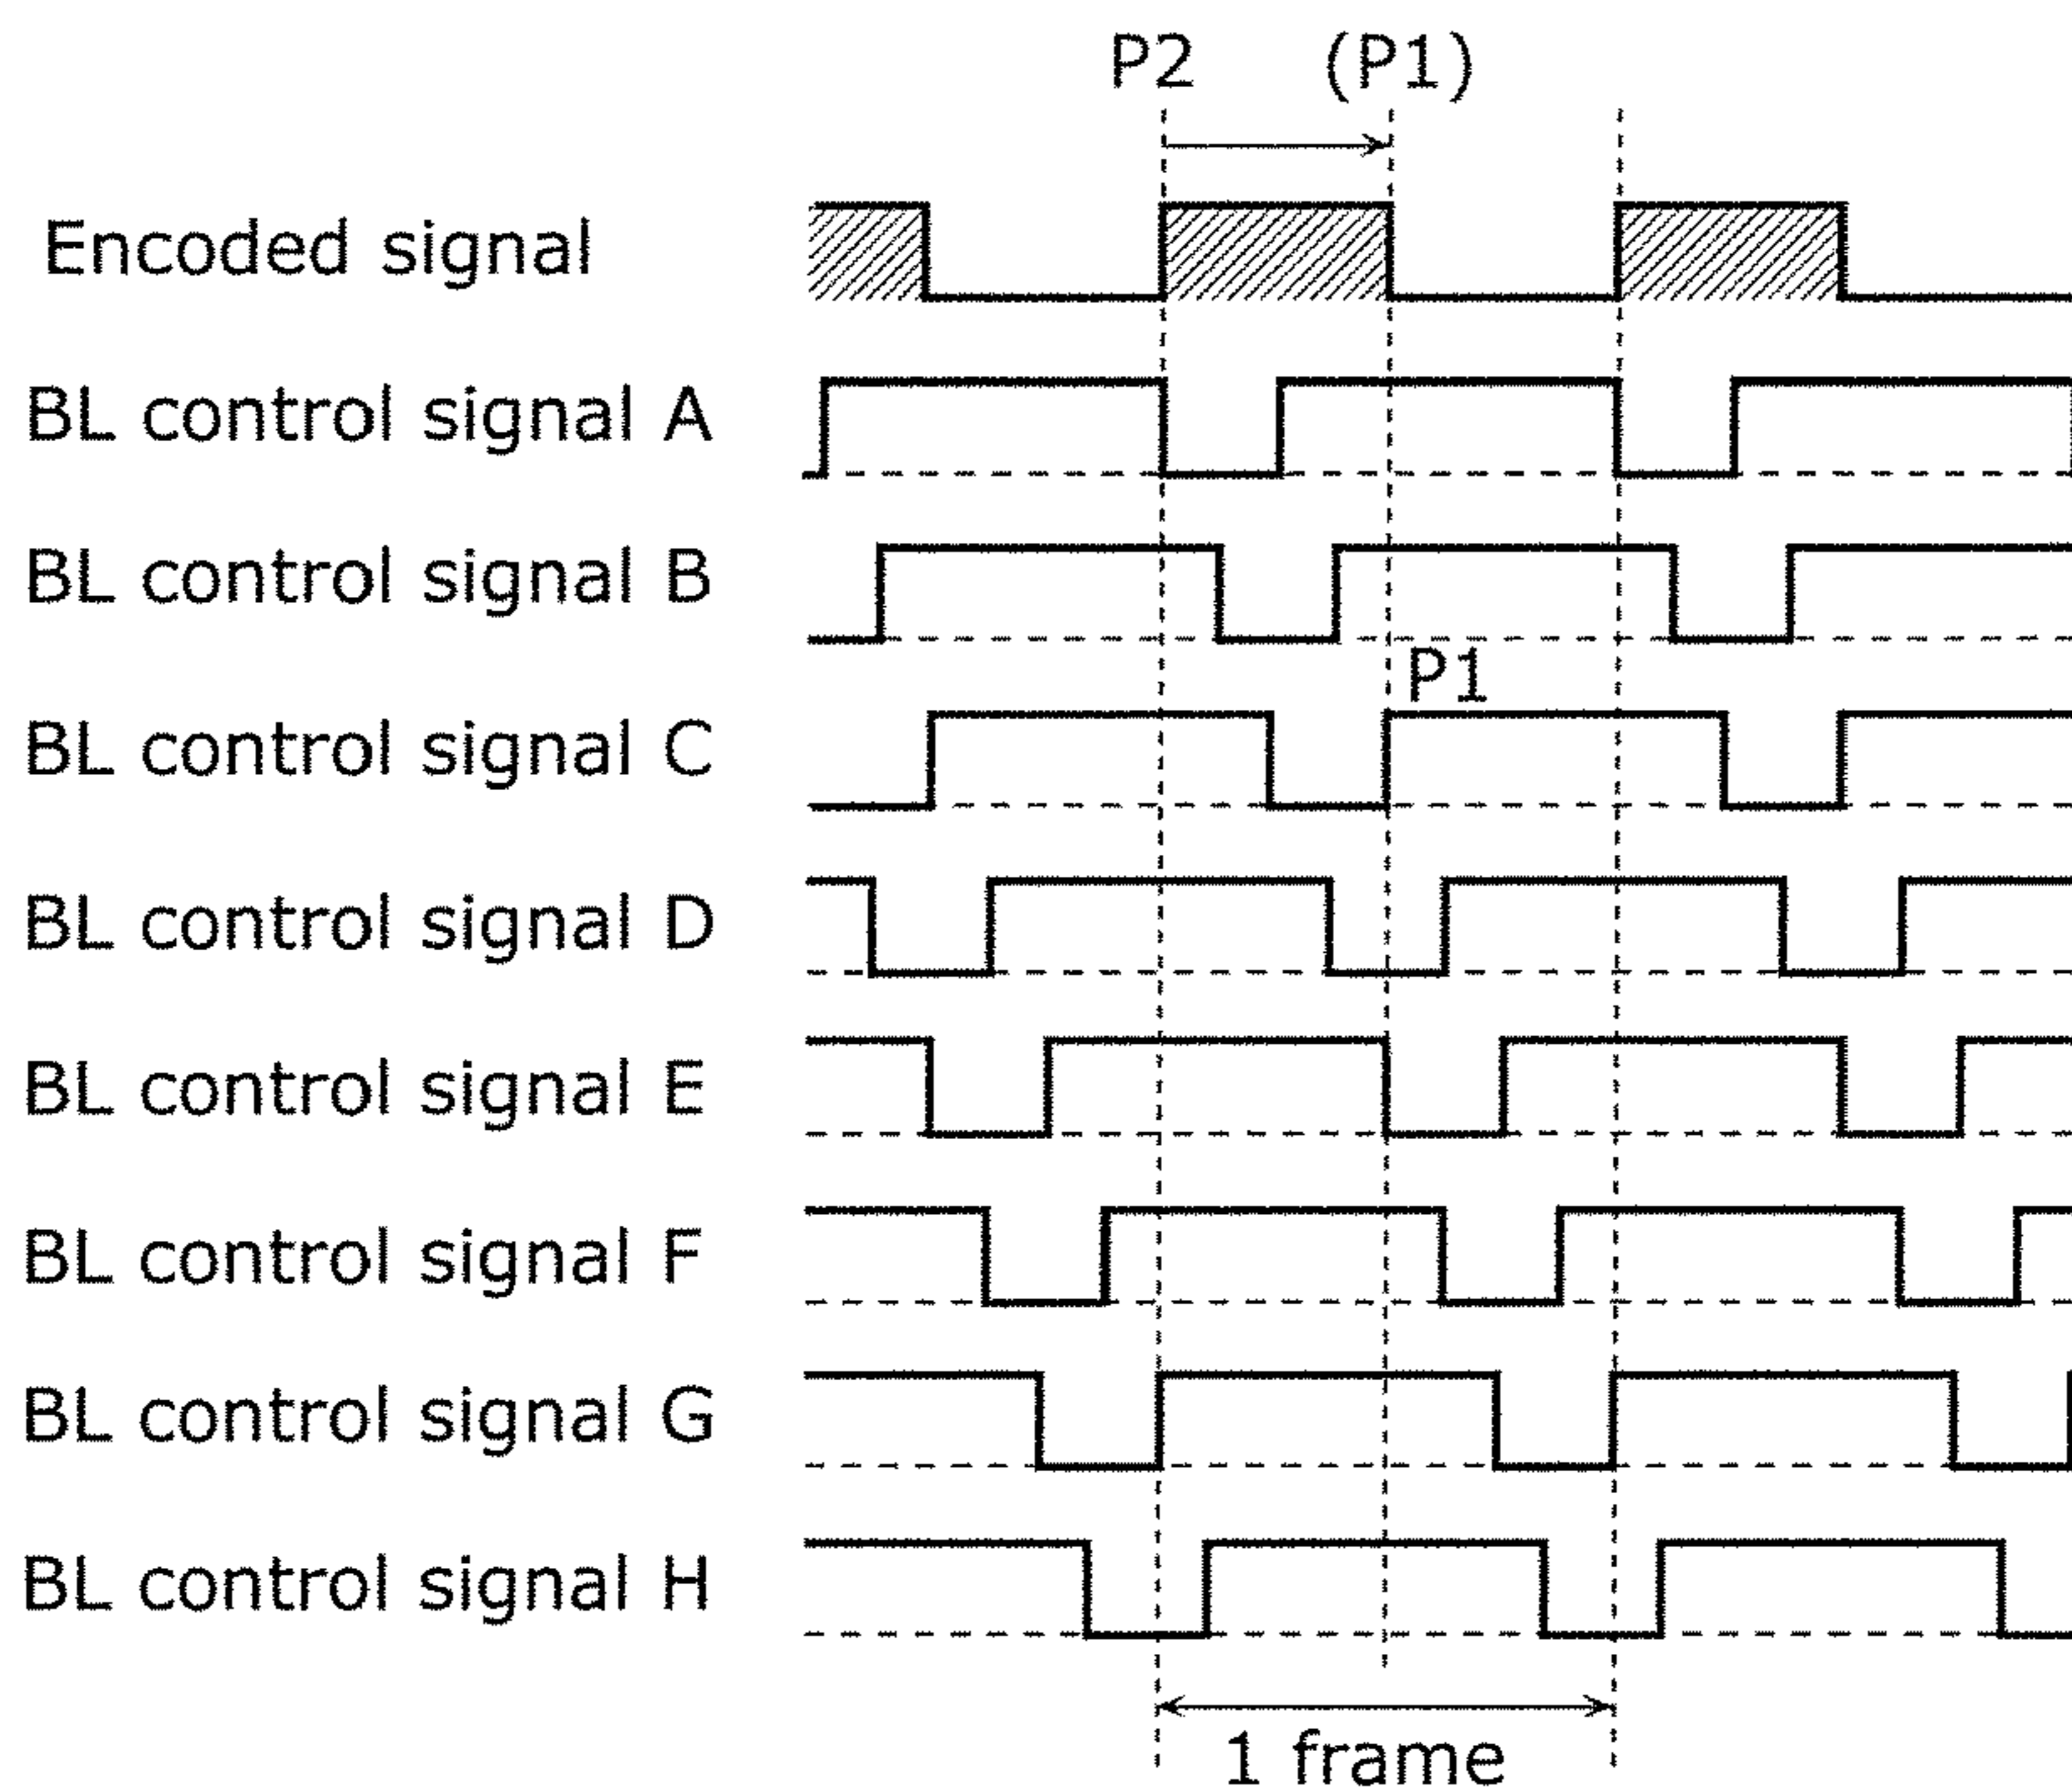 P2 (P1)
Encoded signal
BL control signal A
BL control signal B
P1
BL control signal C
BL control signal D
BL control signal E
BL control signal F
BL control signal G
BL control signal H
1 frame